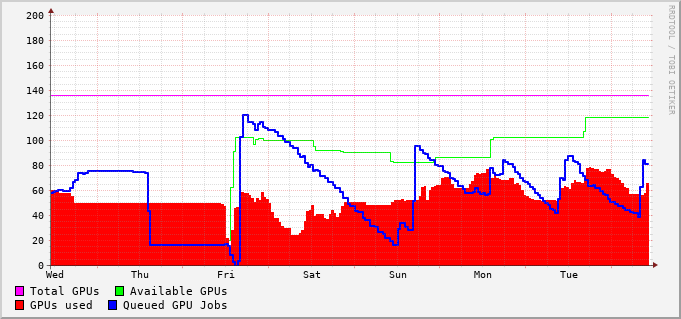 200
180
160
140
120
100
80
60
40
20
0
Wed Thu Fri Sat Sun Mon Tue
Total GPUs Available GPUs
GPUs used Queued GPU Jobs
RRDTOOL / TOBI OETIKER